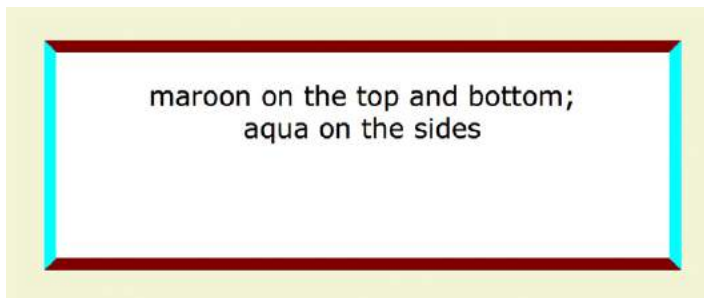 maroon on the top and bottom;
aqua on the sides